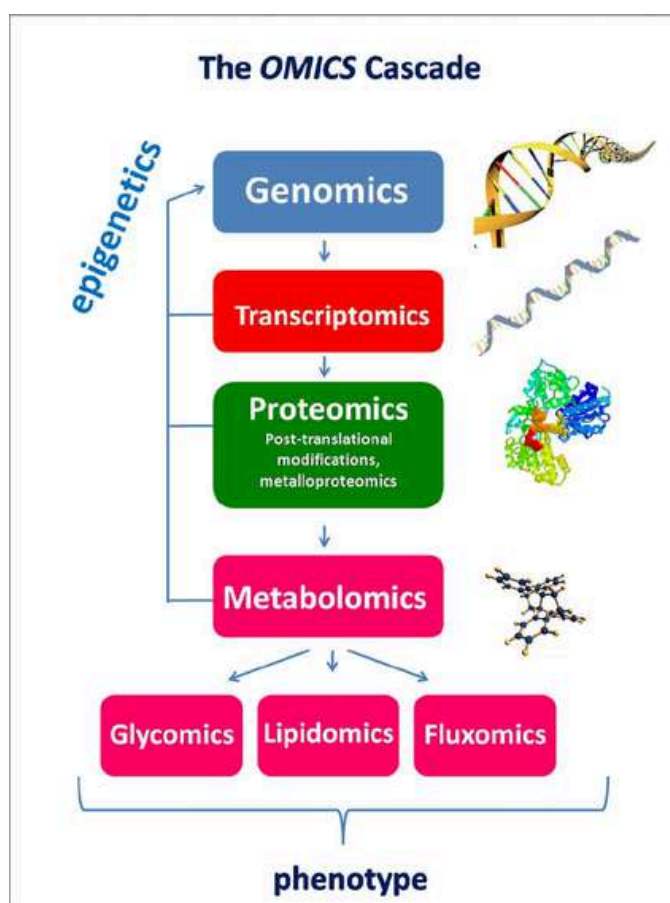 The OMICS Cascade
epigenetics
Genomics
Transcriptomics
Proteomics
Post-translational
modifications,
metalloproteomics
Metabolomics
Glycomics
Lipidomics
Fluxomics
phenotype